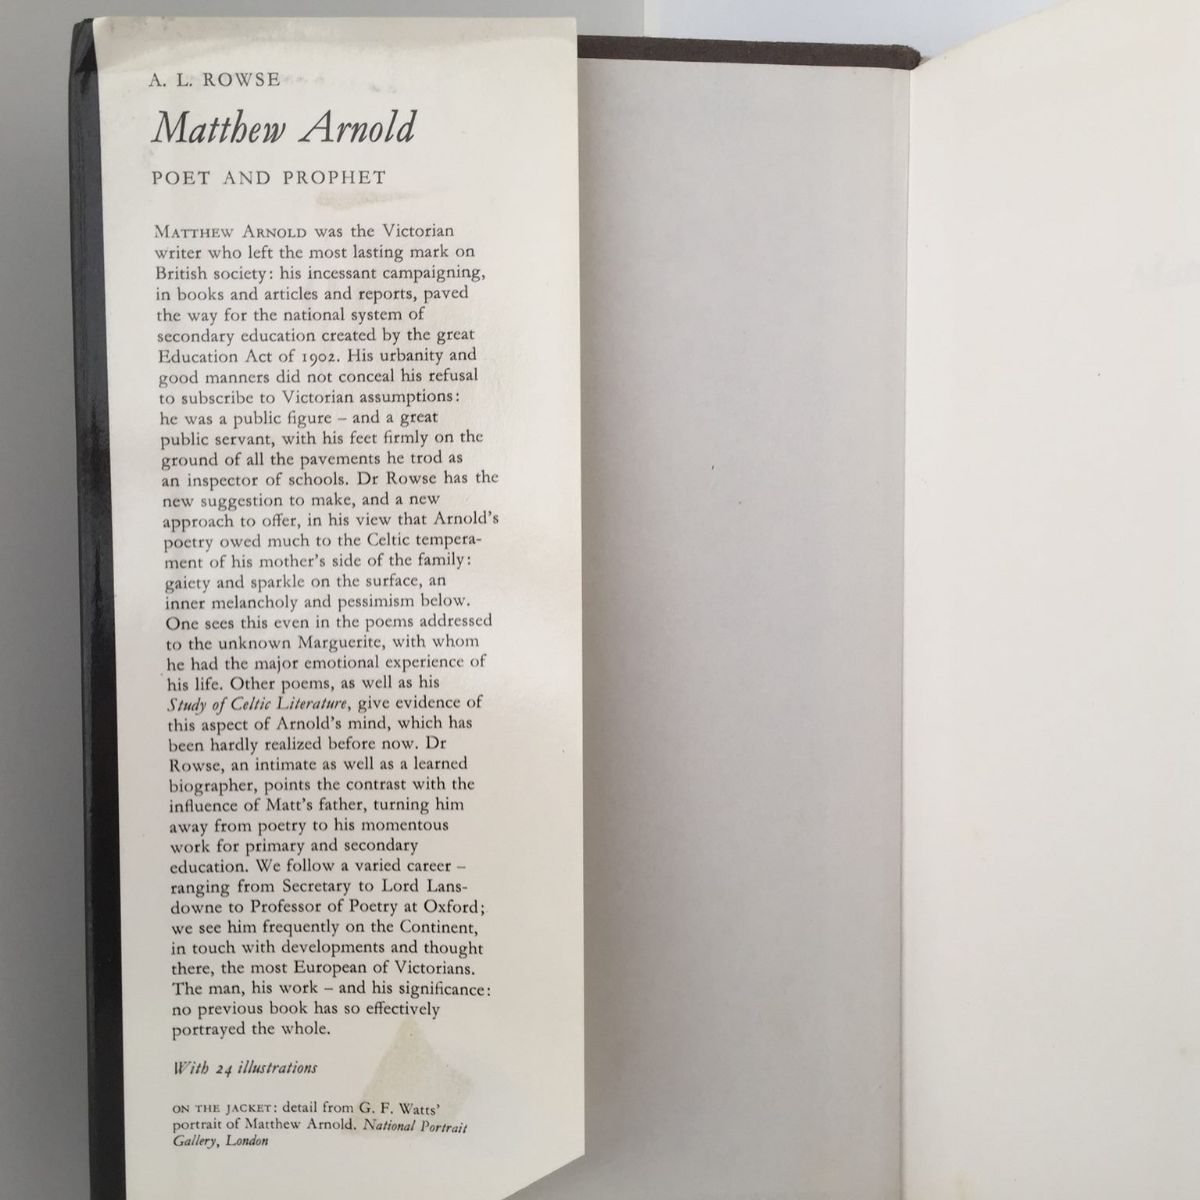 A. L. ROWSE
Matthew Arnold
POET AND PROPHET
MATTHEW ARNOLD was the Victorian
writer who left the most lasting mark on
British society: his incessant campaigning,
in books and articles and reports, paved
the way for the national system of
secondary education created by the great
Education Act of 1902. His urbanity and
good manners did not conceal his refusal
to subscribe to Victorian assumptions:
he was a public figure – and a great
public servant, with his feet firmly on the
ground of all the pavements he trod as
an inspector of schools. Dr Rowse has the
new suggestion to make, and a new
approach to offer, in his view that Arnold's
poetry owed much to the Celtic tempera-
ment of his mother's side of the family:
gaiety and sparkle on the surface, an
inner melancholy and pessimism below.
One sees this even in the poems addressed
to the unknown Marguerite, with whom
he had the major emotional experience of
his life. Other poems, as well as his
Study of Celtic Literature, give evidence of
this aspect of Arnold's mind, which has
been hardly realized before now. Dr
Rowse, an intimate as well as a learned
biographer, points the contrast with the
influence of Matt's father, turning him
away from poetry to his momentous
work for primary and secondary
education. We follow a varied career –
ranging from Secretary to Lord Lans-
downe to Professor of Poetry at Oxford;
we see him frequently on the Continent,
in touch with developments and thought
there, the most European of Victorians.
The man, his work – and his significance:
no previous book has so effectively
portrayed the whole.
With 24 illustrations
ON THE JACKET: detail from G. F. Watts'
portrait of Matthew Arnold. National Portrait
Gallery, London